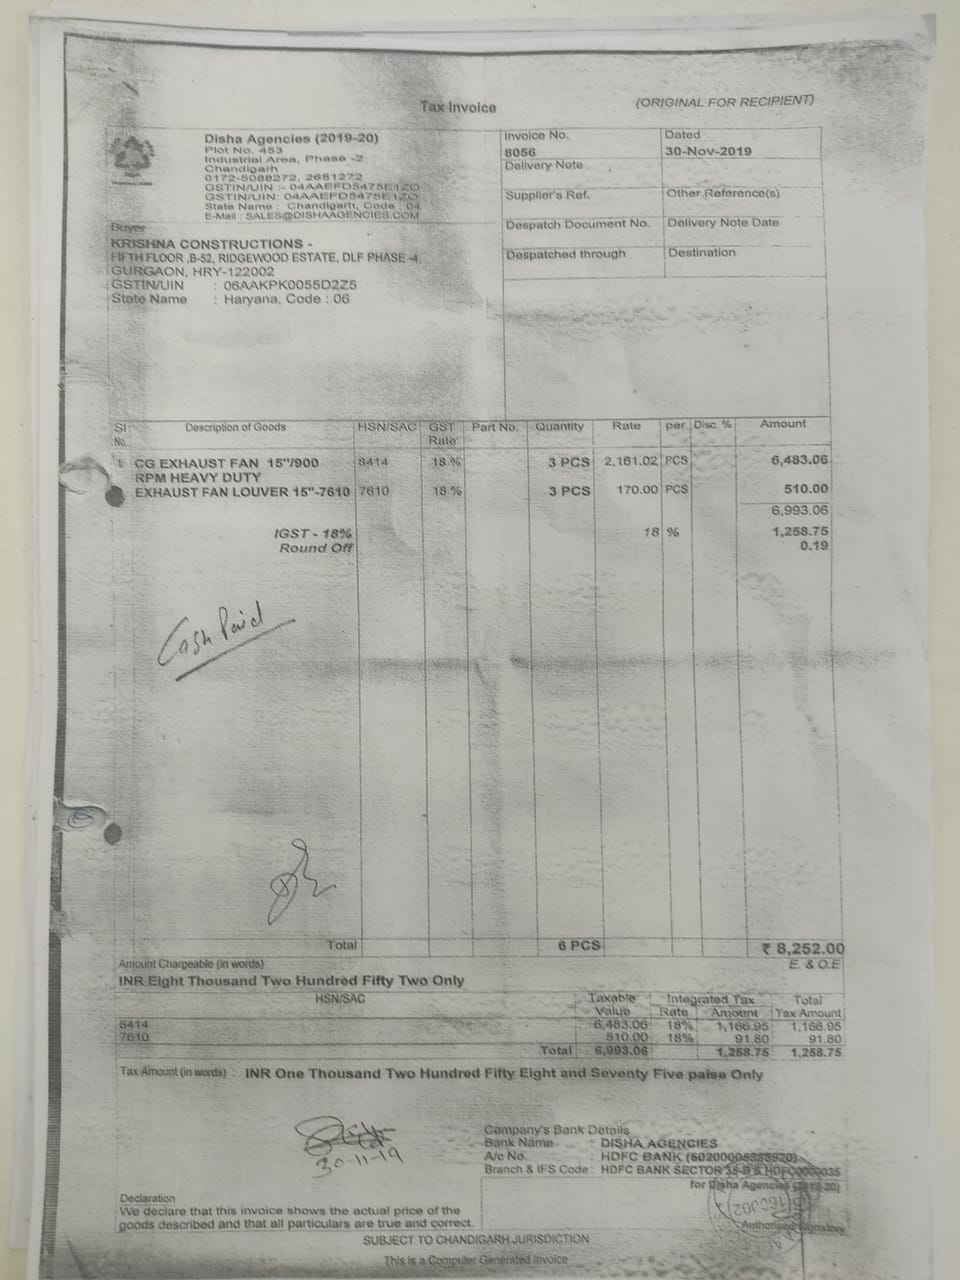 Tax Invoice
(ORIGINAL FOR RECIPIENT)
Disha Agencies (2019-20)
Plot No. 453
Industrial Area, Phase -2
Chandigarh
0172-5088272, 2651272
GSTIN/UIN :- 04AAEFD5475E1ZO
GSTIN/UIN: 04AAEFD5475E1ZO
State Name : Chandigarh, Code : 04
E-Mail : SALES@DISHAAGENCIES.COM
Invoice No.
8056
Dated
30-Nov-2019
Delivery Note
Supplier's Ref.
Other Reference(s)
Despatch Document No.
Delivery Note Date
Despatched through
Destination
Buyer
KRISHNA CONSTRUCTIONS -
FIFTH FLOOR ,B-52, RIDGEWOOD ESTATE, DLF PHASE -4,
GURGAON, HRY-122002
GSTIN/UIN : 06AAKPK0055D2Z5
State Name : Haryana, Code : 06
Sl No. Description of Goods HSN/SAC GST Rate Part No. Quantity Rate per Disc. % Amount
1 CG EXHAUST FAN 15"/900 8414 18 % 3 PCS 2,161.02 PCS 6,483.06
RPM HEAVY DUTY
EXHAUST FAN LOUVER 15"-7610 7610 18 % 3 PCS 170.00 PCS 510.00
6,993.06
IGST - 18% 18 % 1,258.75
Round Off 0.19
Cash Paid
Total 6 PCS ₹ 8,252.00
Amount Chargeable (in words) E. & O.E
INR Eight Thousand Two Hundred Fifty Two Only
HSN/SAC Taxable Value Integrated Tax Rate Amount Total Tax Amount
8414 6,483.06 18% 1,166.95 1,166.95
7610 510.00 18% 91.80 91.80
Total 6,993.06 1,258.75 1,258.75
Tax Amount (in words) : INR One Thousand Two Hundred Fifty Eight and Seventy Five paise Only
30-11-19
Company's Bank Details
Bank Name : DISHA AGENCIES
A/c No. : HDFC BANK
Branch & IFS Code : HDFC BANK SECTOR
for Disha Agencies (2019-20)
160002
Authorised Signatory
Declaration
We declare that this invoice shows the actual price of the
goods described and that all particulars are true and correct.
SUBJECT TO CHANDIGARH JURISDICTION
This is a Computer Generated Invoice